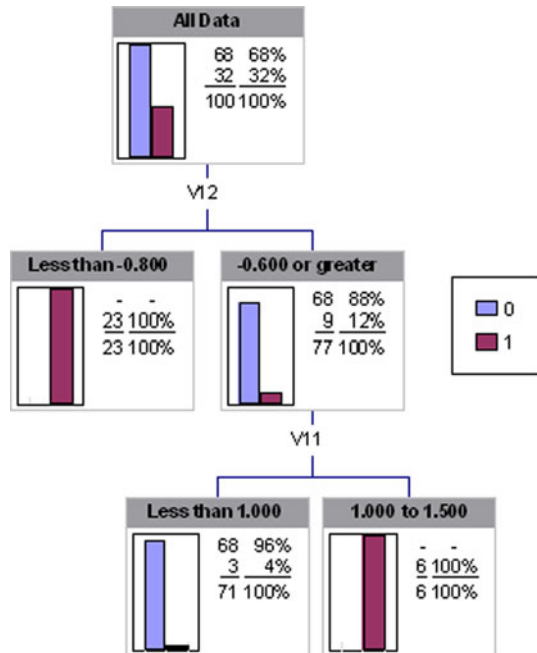 All Data
68 68%
32 32%
100 100%
V12
Less than -0.800
- -
23 100%
23 100%
-0.600 or greater
68 88%
9 12%
77 100%
0
1
V11
Less than 1.000
68 96%
3 4%
71 100%
1.000 to 1.500
- -
6 100%
6 100%